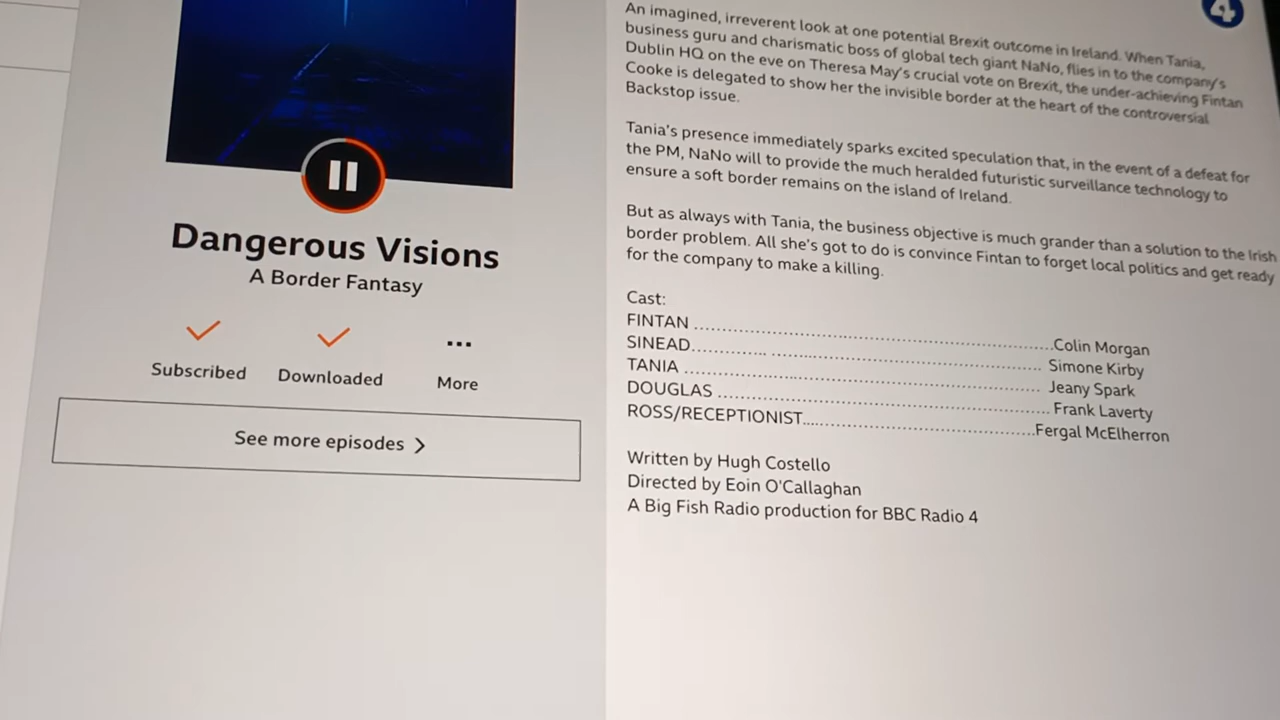 Dangerous Visions
A Border Fantasy
Subscribed
Downloaded
... More
See more episodes >
4
An imagined, irreverent look at one potential Brexit outcome in Ireland. When Tania,
business guru and charismatic boss of global tech giant NaNo, flies in to the company's
Dublin HQ on the eve on Theresa May's crucial vote on Brexit, the under-achieving Fintan
Cooke is delegated to show her the invisible border at the heart of the controversial
Backstop issue.
Tania's presence immediately sparks excited speculation that, in the event of a defeat for
the PM, NaNo will to provide the much heralded futuristic surveillance technology to
ensure a soft border remains on the island of Ireland.
But as always with Tania, the business objective is much grander than a solution to the Irish
border problem. All she's got to do is convince Fintan to forget local politics and get ready
for the company to make a killing.
Cast:
FINTAN ........................................................................Colin Morgan
SINEAD.............. ...................................................... Simone Kirby
TANIA ....................................................................... Jeany Spark
DOUGLAS ................................................................... Frank Laverty
ROSS/RECEPTIONIST....................................................Fergal McElherron
Written by Hugh Costello
Directed by Eoin O'Callaghan
A Big Fish Radio production for BBC Radio 4